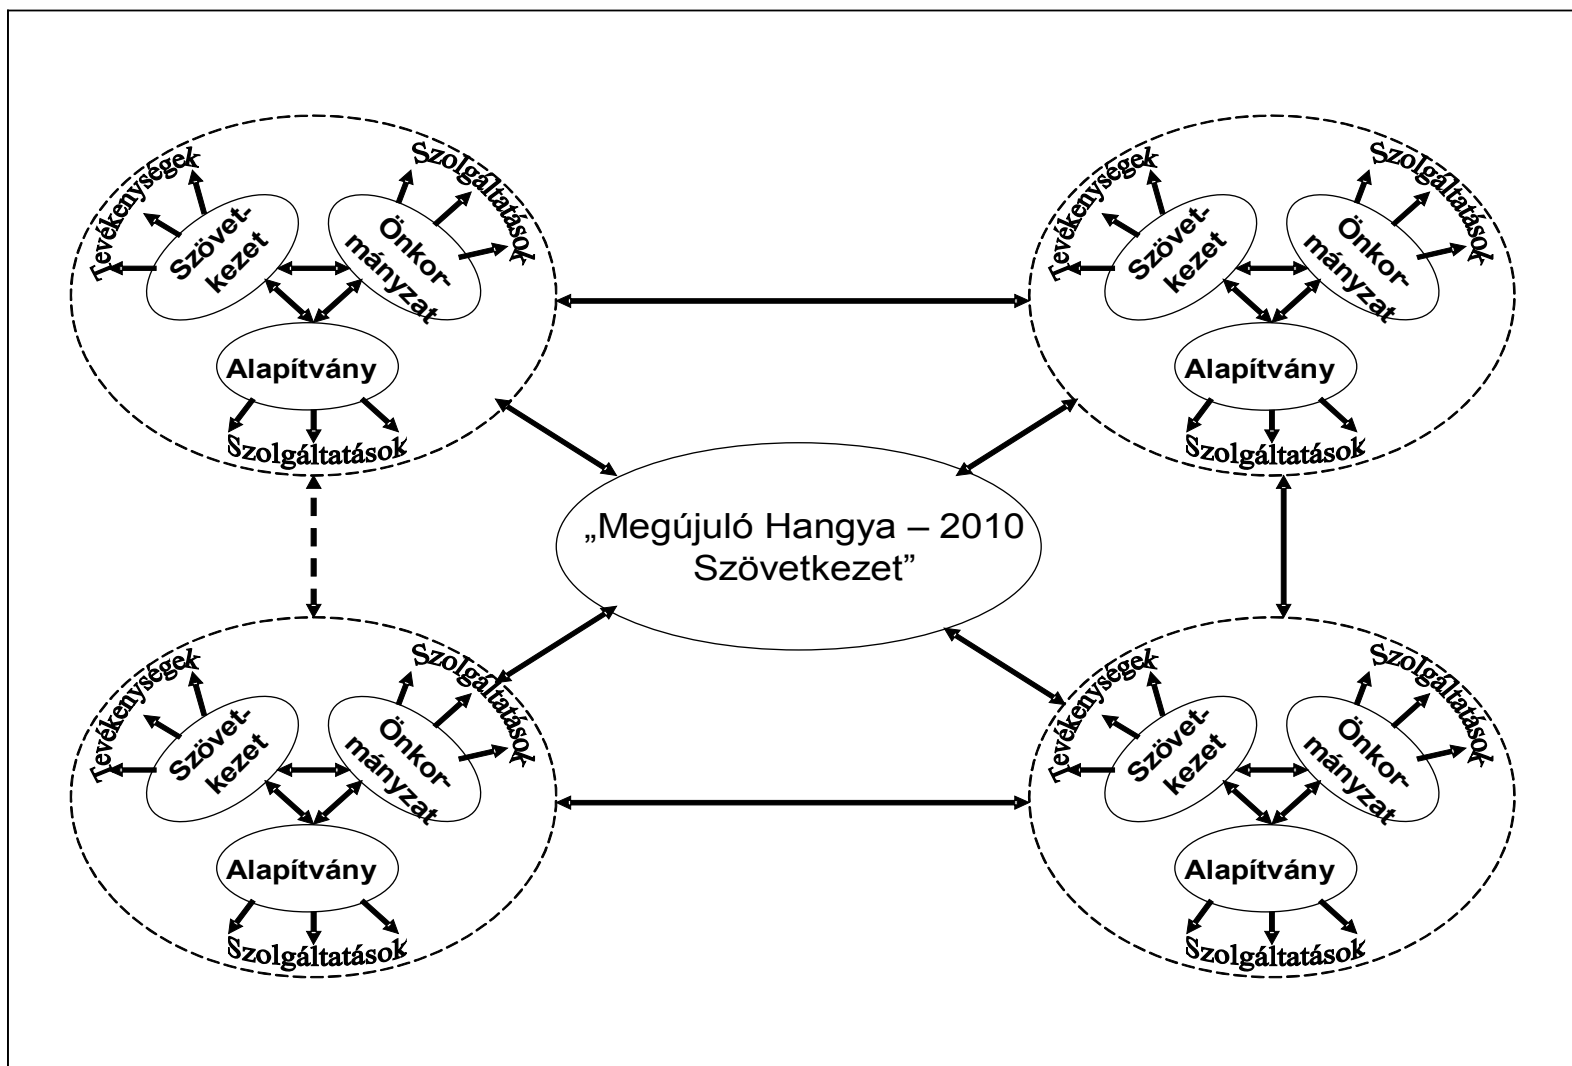 Tevékenységek
Szövet-
kezet
Szolgáltatások
Önkor-
mányzat
Alapítvány
Szolgáltatások
Tevékenységek
Szövet-
kezet
Szolgáltatások
Önkor-
mányzat
Alapítvány
Szolgáltatások
„Megújuló Hangya – 2010
Szövetkezet”
Tevékenységek
Szövet-
kezet
Szolgáltatások
Önkor-
mányzat
Alapítvány
Szolgáltatások
Tevékenységek
Szövet-
kezet
Szolgáltatások
Önkor-
mányzat
Alapítvány
Szolgáltatások